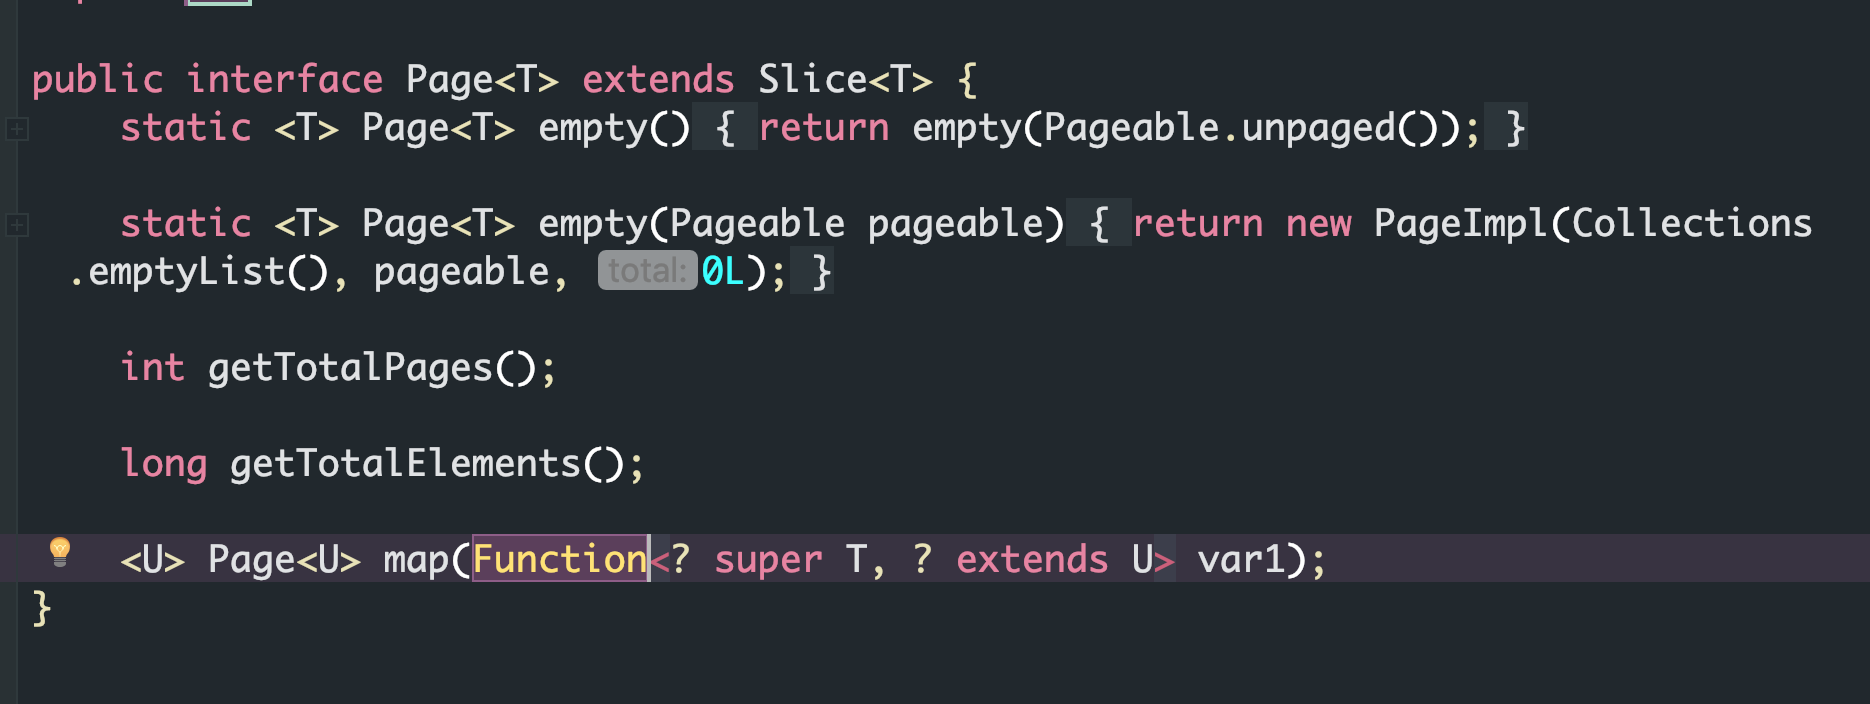 public interface Page<T> extends Slice<T> {
static <T> Page<T> empty() { return empty(Pageable.unpaged()); }
static <T> Page<T> empty(Pageable pageable) { return new PageImpl(Collections
.emptyList(), pageable, total: 0L); }
int getTotalPages();
long getTotalElements();
<U> Page<U> map(Function<? super T, ? extends U> var1);
}